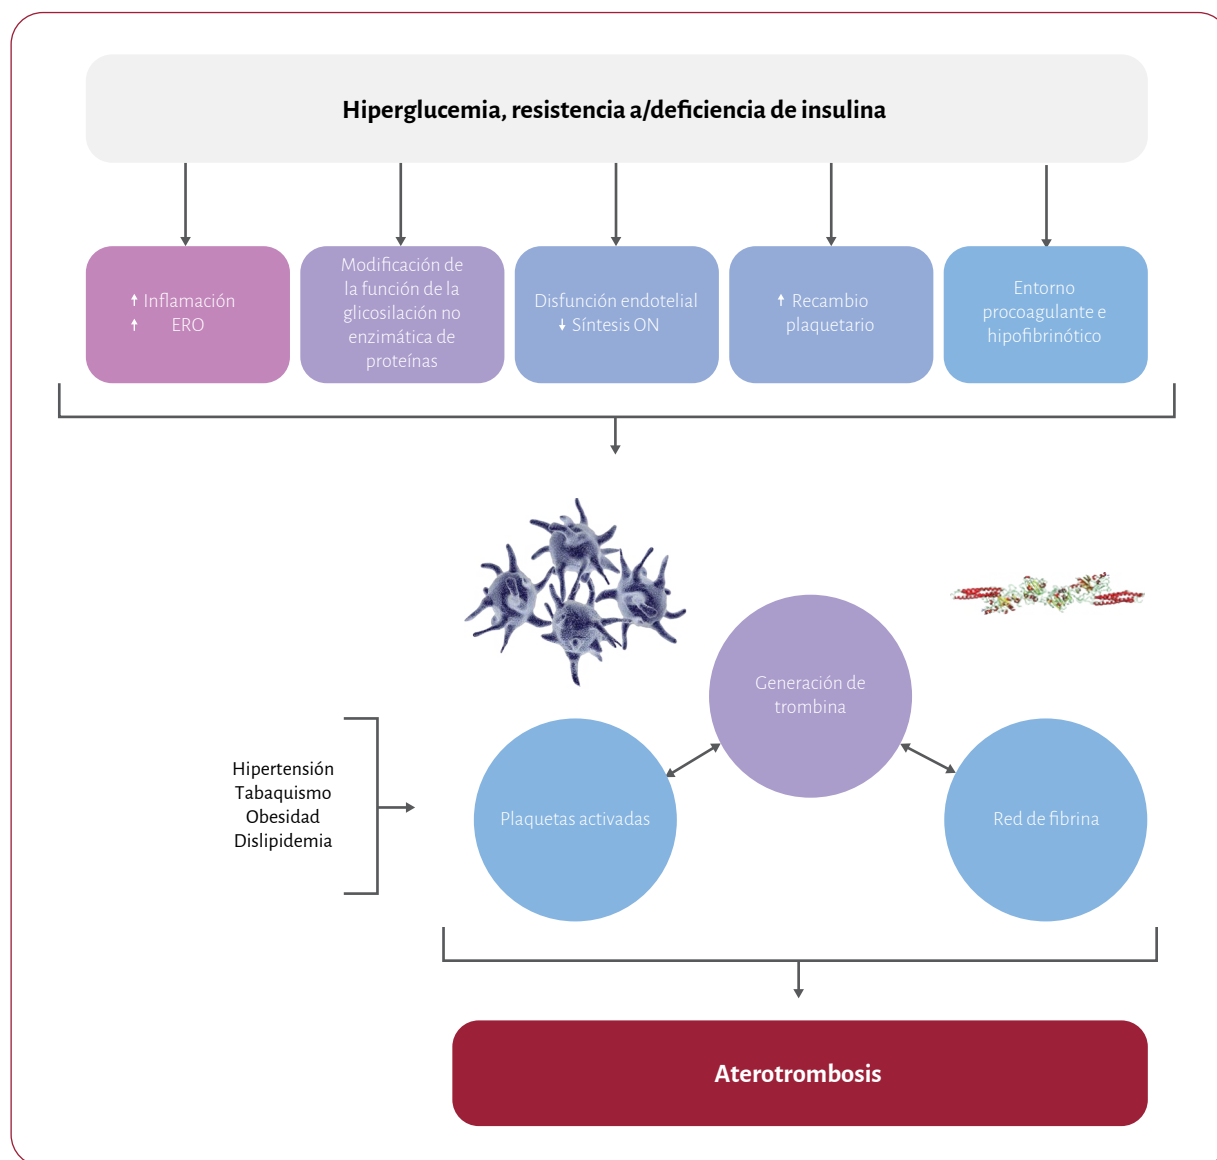 Hiperglucemia, resistencia a/deficiencia de insulina
↑ Inflamación
↑ ERO
Modificación de
la función de la
glicosilación no
enzimática de
proteínas
Disfunción endotelial
↓ Síntesis ON
↑ Recambio
plaquetario
Entorno
procoagulante e
hipofibrinótico
Generación de
trombina
Hipertensión
Tabaquismo
Obesidad
Dislipidemia
Plaquetas activadas
Red de fibrina
Aterotrombosis